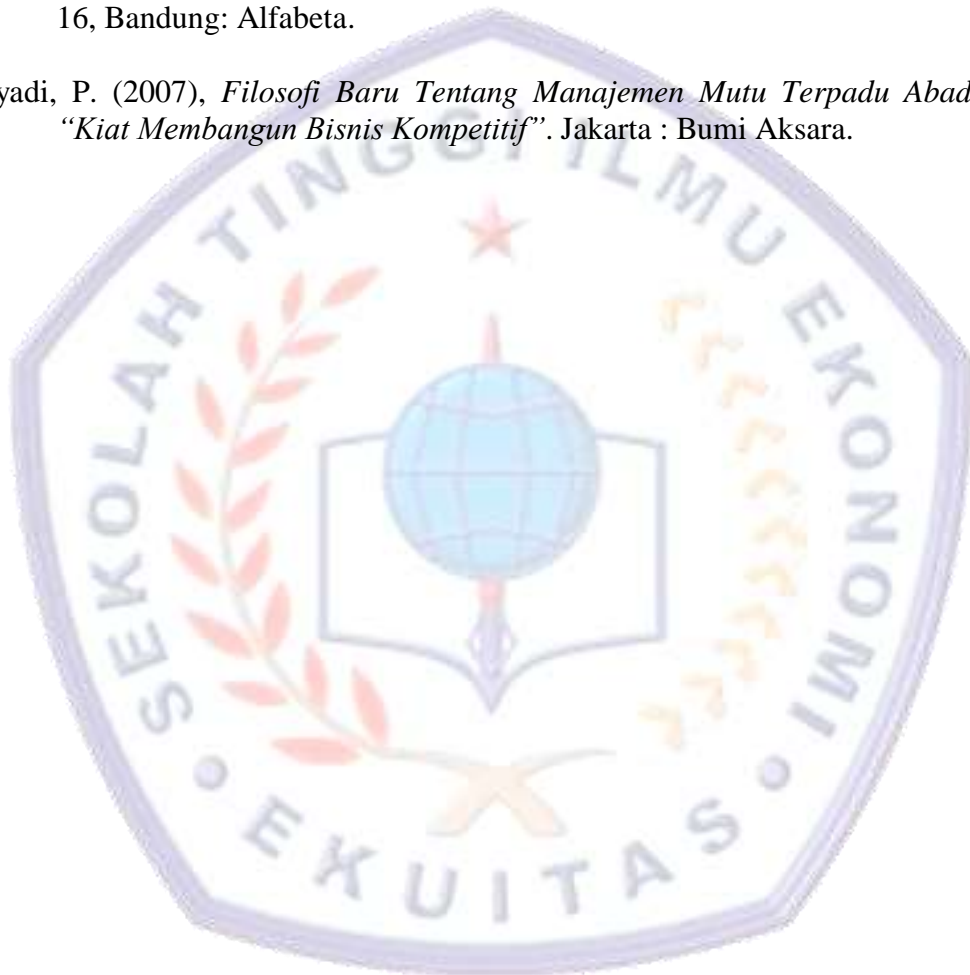 16, Bandung: Alfabeta.
yadi, P. (2007), Filosofi Baru Tentang Manajemen Mutu Terpadu Abad
“Kiat Membangun Bisnis Kompetitif”. Jakarta : Bumi Aksara.
SEKOLAH TINGGI ILMU EKONOMI
EKUITAS